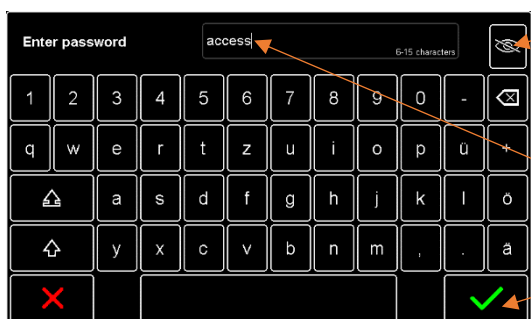 Enter password access
6-15 characters
1 2 3 4 5 6 7 8 9 0 -
q w e r t z u i o p ü +
a s d f g h j k l ö
y x c v b n m , . ä